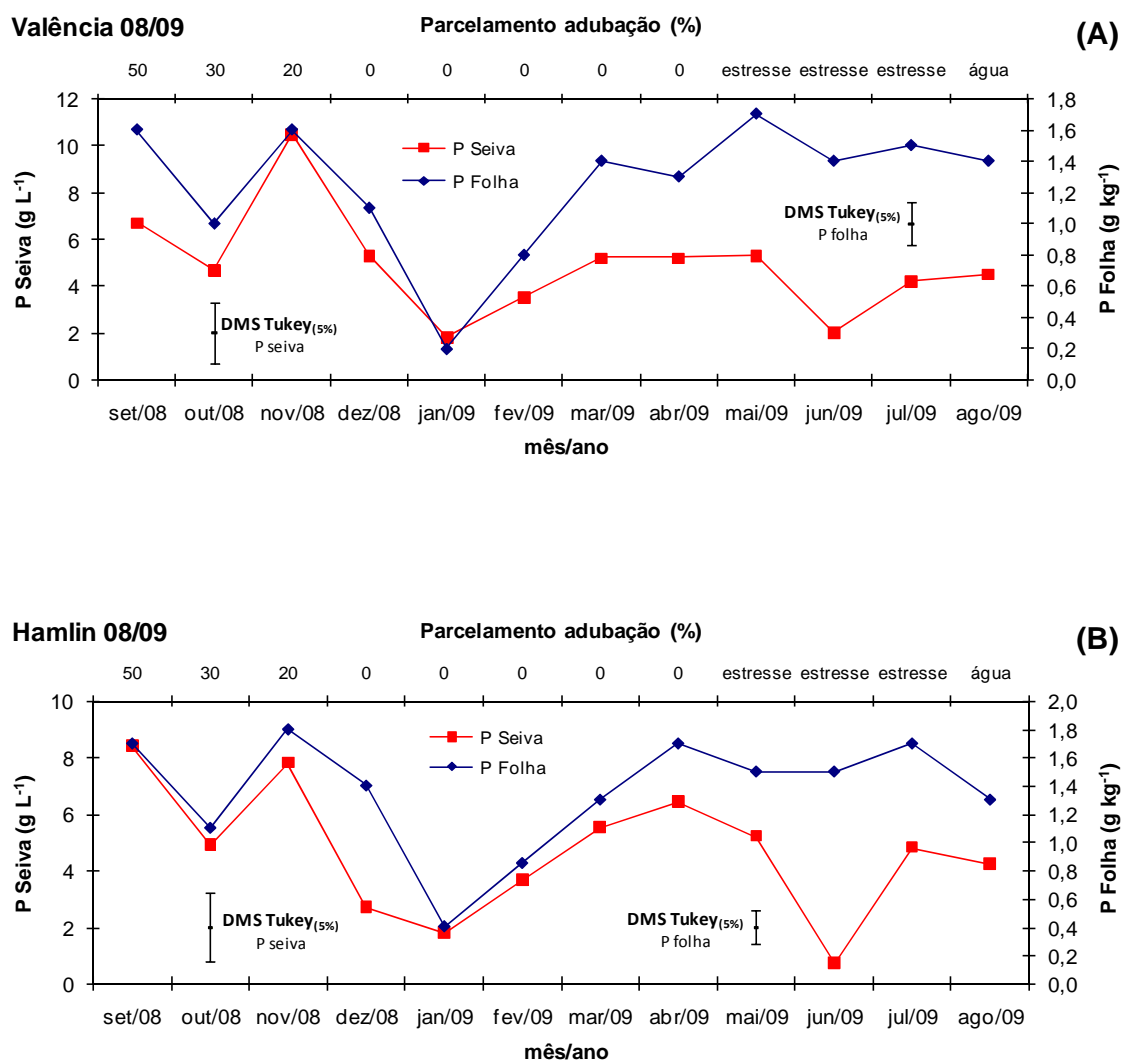 Valência 08/09 Parcelamento adubação (%) (A)
50 30 20 0 0 0 0 0 estresse estresse estresse água
12
10
8
6
4
2
0
P Seiva (g L⁻¹)
P Seiva
P Folha
DMS Tukey(5%)
P seiva
DMS Tukey(5%)
P folha
1,8
1,6
1,4
1,2
1,0
0,8
0,6
0,4
0,2
0,0
P Folha (g kg⁻¹)
set/08 out/08 nov/08 dez/08 jan/09 fev/09 mar/09 abr/09 mai/09 jun/09 jul/09 ago/09
mês/ano
Hamlin 08/09 Parcelamento adubação (%) (B)
50 30 20 0 0 0 0 0 estresse estresse estresse água
10
8
6
4
2
0
P Seiva (g L⁻¹)
P Seiva
P Folha
DMS Tukey(5%)
P seiva
DMS Tukey(5%)
P folha
2,0
1,8
1,6
1,4
1,2
1,0
0,8
0,6
0,4
0,2
0,0
P Folha (g kg⁻¹)
set/08 out/08 nov/08 dez/08 jan/09 fev/09 mar/09 abr/09 mai/09 jun/09 jul/09 ago/09
mês/ano